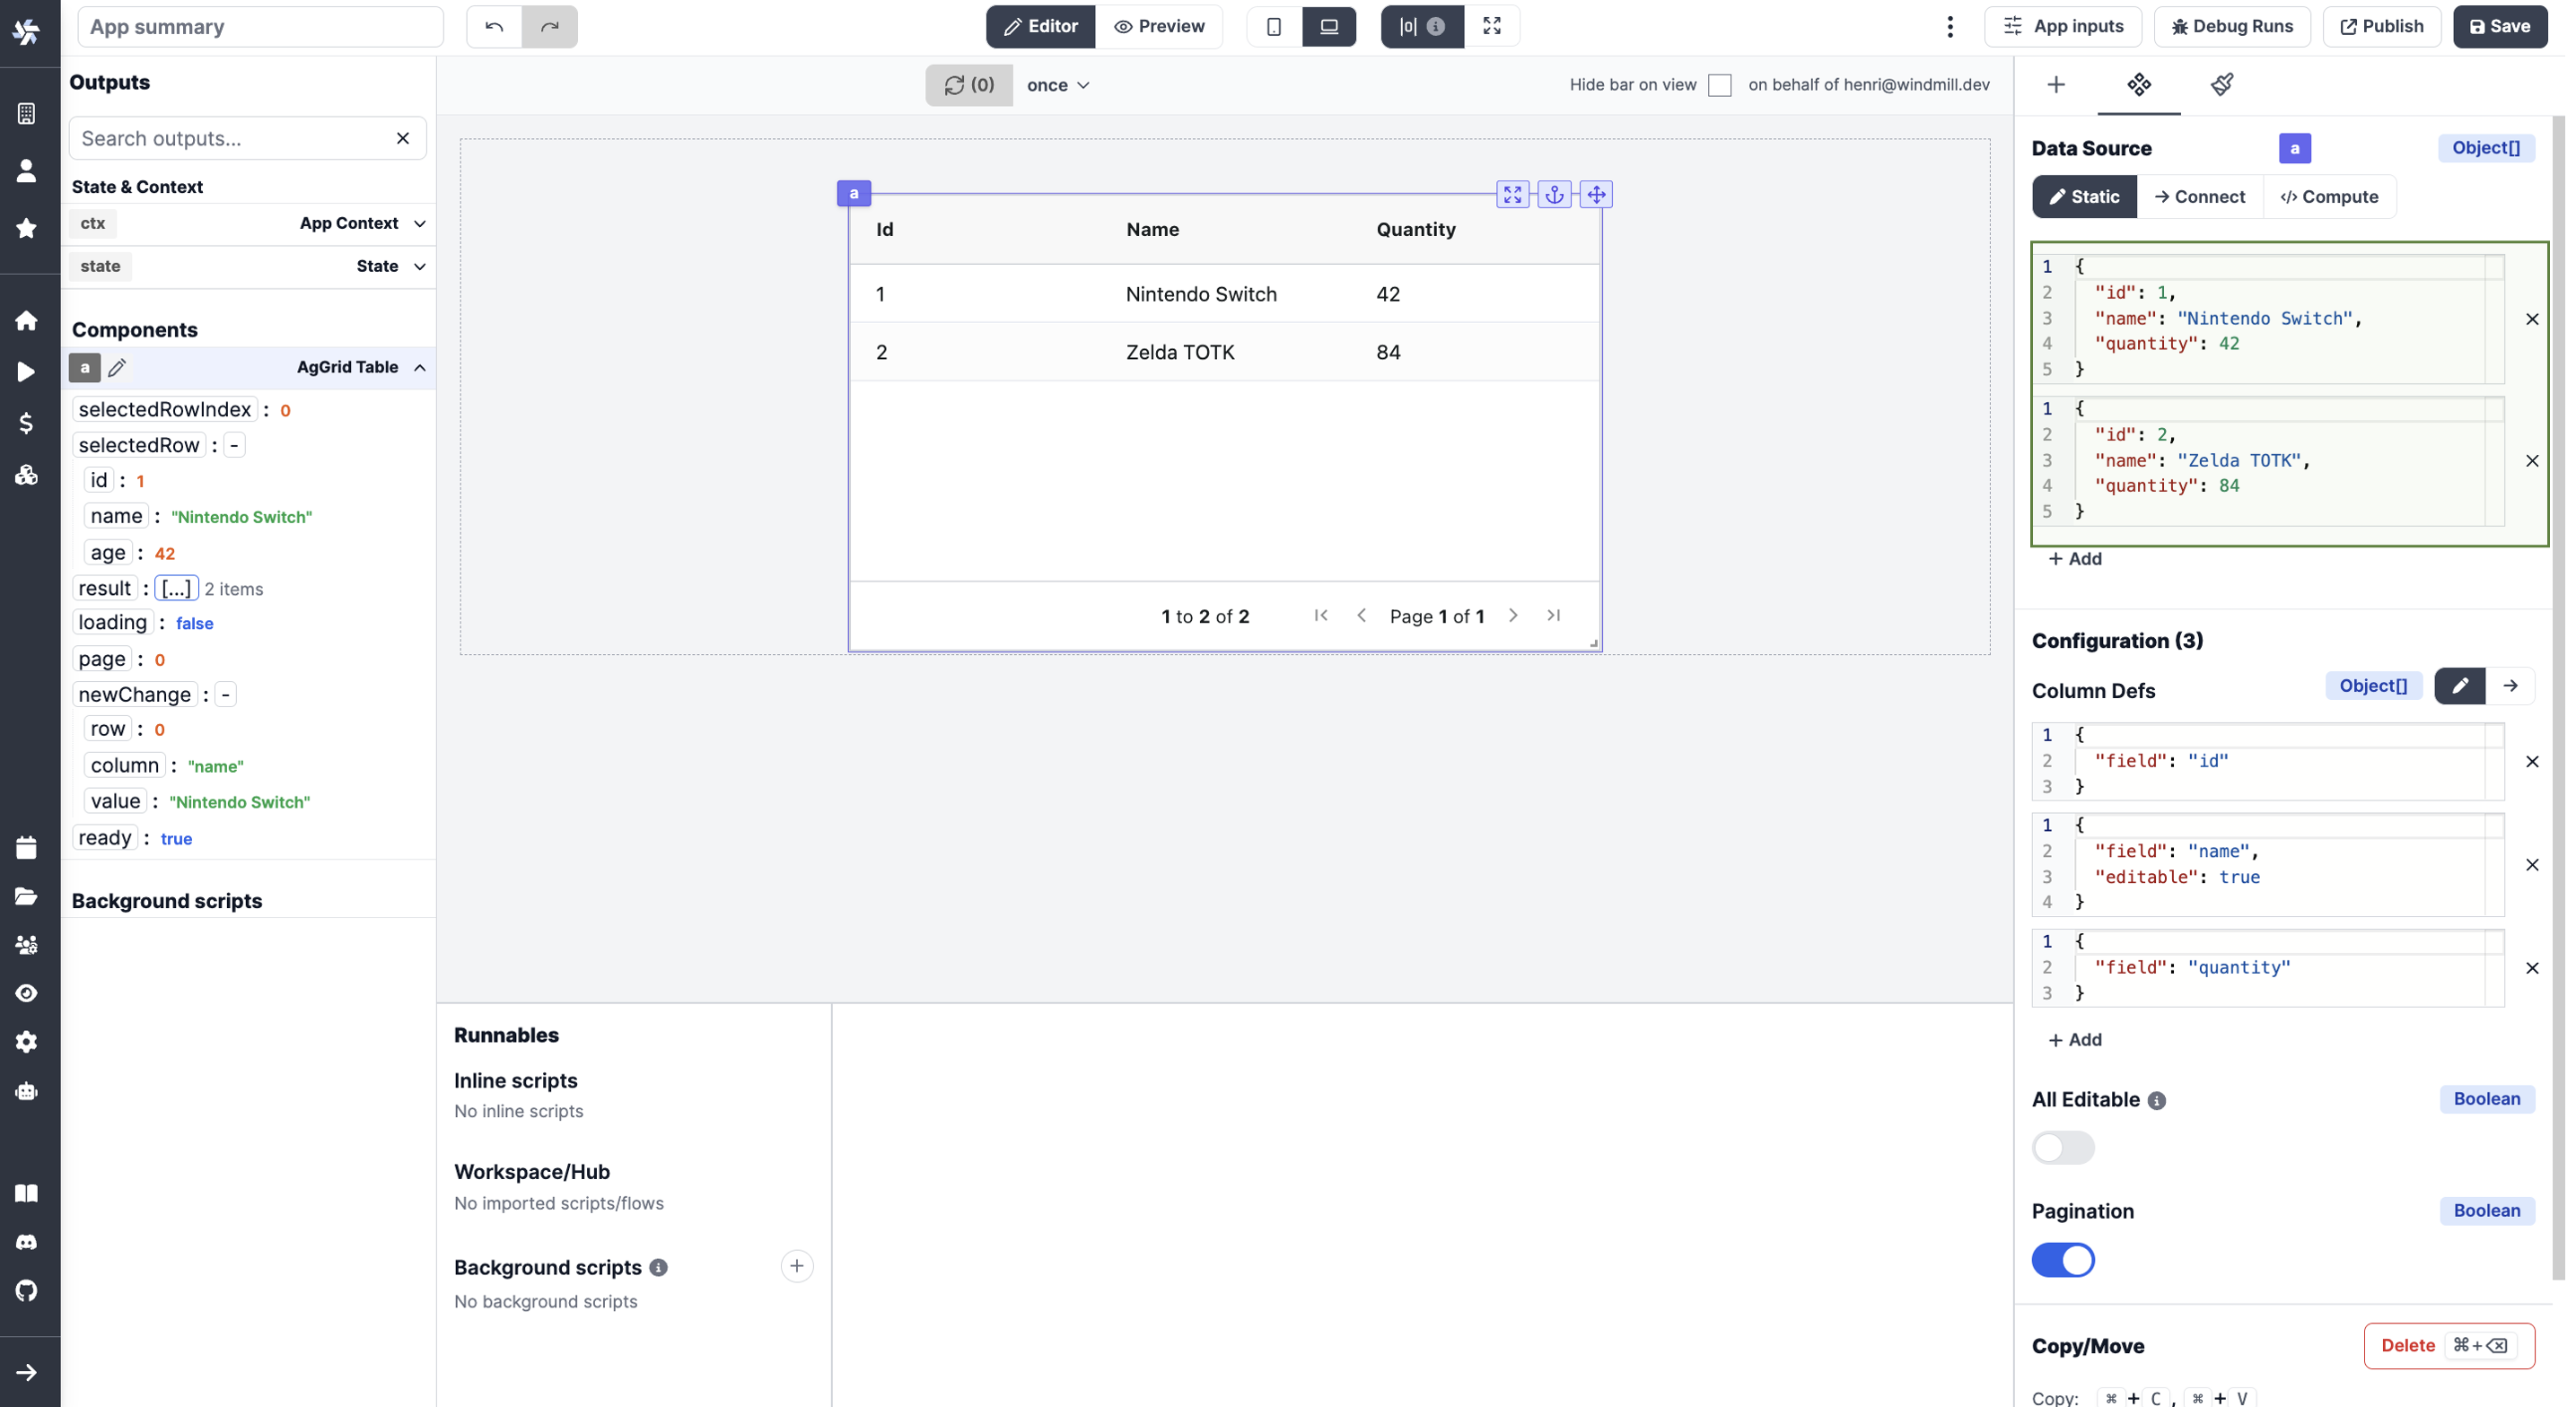 App summary
Editor
Preview
App inputs
Debug Runs
Publish
Save
Outputs
Search outputs...
State & Context
ctx
App Context
state
State
Components
a
AgGrid Table
selectedRowIndex : 0
selectedRow : -
id : 1
name : "Nintendo Switch"
age : 42
result : [...] 2 items
loading : false
page : 0
newChange : -
row : 0
column : "name"
value : "Nintendo Switch"
ready : true
Background scripts
(0)
once
Hide bar on view
on behalf of henri@windmill.dev
a
Id Name Quantity
1 Nintendo Switch 42
2 Zelda TOTK 84
1 to 2 of 2
Page 1 of 1
Runnables
Inline scripts
No inline scripts
Workspace/Hub
No imported scripts/flows
Background scripts
No background scripts
Data Source
a
Object[]
Static
Connect
Compute
1 {
2 "id": 1,
3 "name": "Nintendo Switch",
4 "quantity": 42
5 }
1 {
2 "id": 2,
3 "name": "Zelda TOTK",
4 "quantity": 84
5 }
+ Add
Configuration (3)
Column Defs
Object[]
1 {
2 "field": "id"
3 }
1 {
2 "field": "name",
3 "editable": true
4 }
1 {
2 "field": "quantity"
3 }
+ Add
All Editable
Boolean
Pagination
Boolean
Copy/Move
Delete ⌘+⌫
Copy: ⌘ + C , ⌘ + V